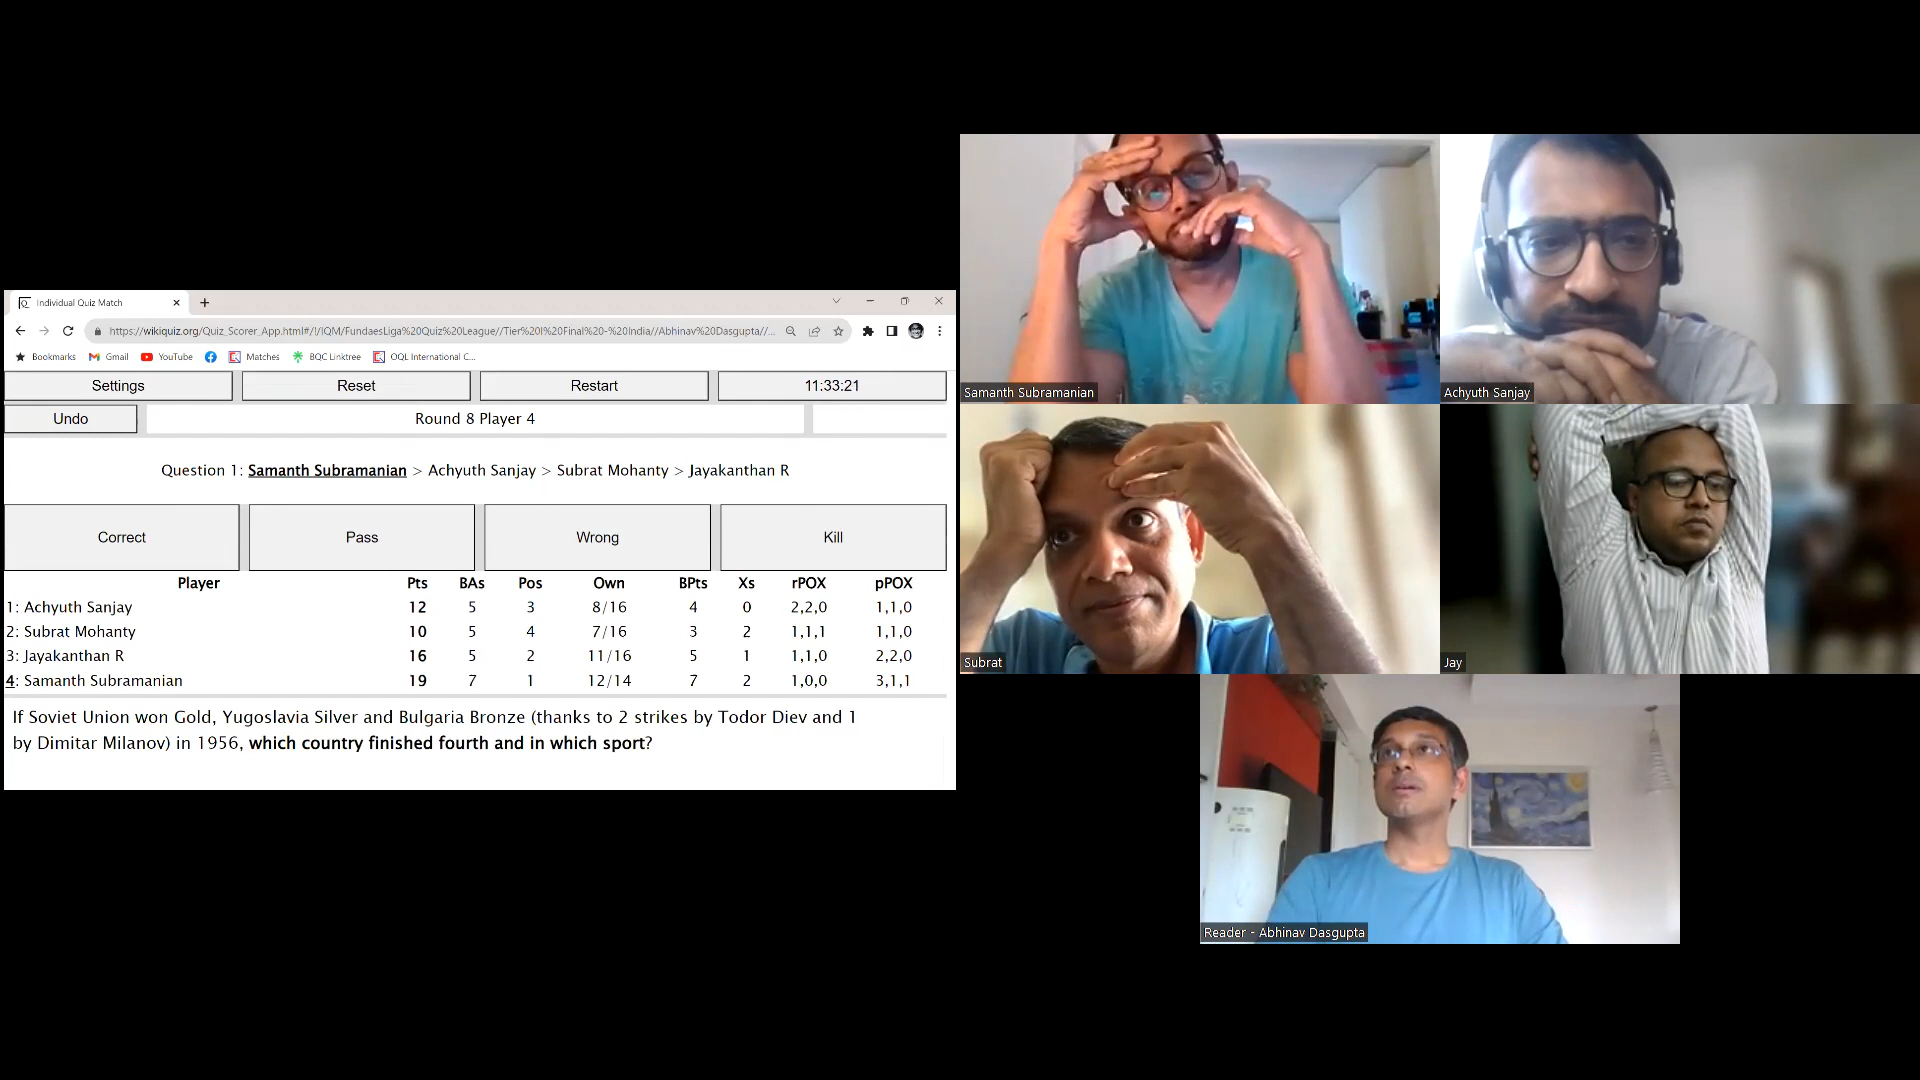 Individual Quiz Match
https://wikiquiz.org/Quiz_Scorer_App.html#/!/IQM/FundaesLiga%20Quiz%20League//Tier%20I%20Final%20-%20India//Abhinav%20Dasgupta//...
Bookmarks Gmail YouTube Matches BQC Linktree OQL International C...
Settings Reset Restart 11:33:21
Undo Round 8 Player 4
Question 1: Samanth Subramanian > Achyuth Sanjay > Subrat Mohanty > Jayakanthan R
Correct Pass Wrong Kill
Player Pts BAs Pos Own BPts Xs rPOX pPOX
1: Achyuth Sanjay 12 5 3 8/16 4 0 2,2,0 1,1,0
2: Subrat Mohanty 10 5 4 7/16 3 2 1,1,1 1,1,0
3: Jayakanthan R 16 5 2 11/16 5 1 1,1,0 2,2,0
4: Samanth Subramanian 19 7 1 12/14 7 2 1,0,0 3,1,1
If Soviet Union won Gold, Yugoslavia Silver and Bulgaria Bronze (thanks to 2 strikes by Todor Diev and 1
by Dimitar Milanov) in 1956, which country finished fourth and in which sport?
Samanth Subramanian
Achyuth Sanjay
Subrat
Jay
Reader - Abhinav Dasgupta